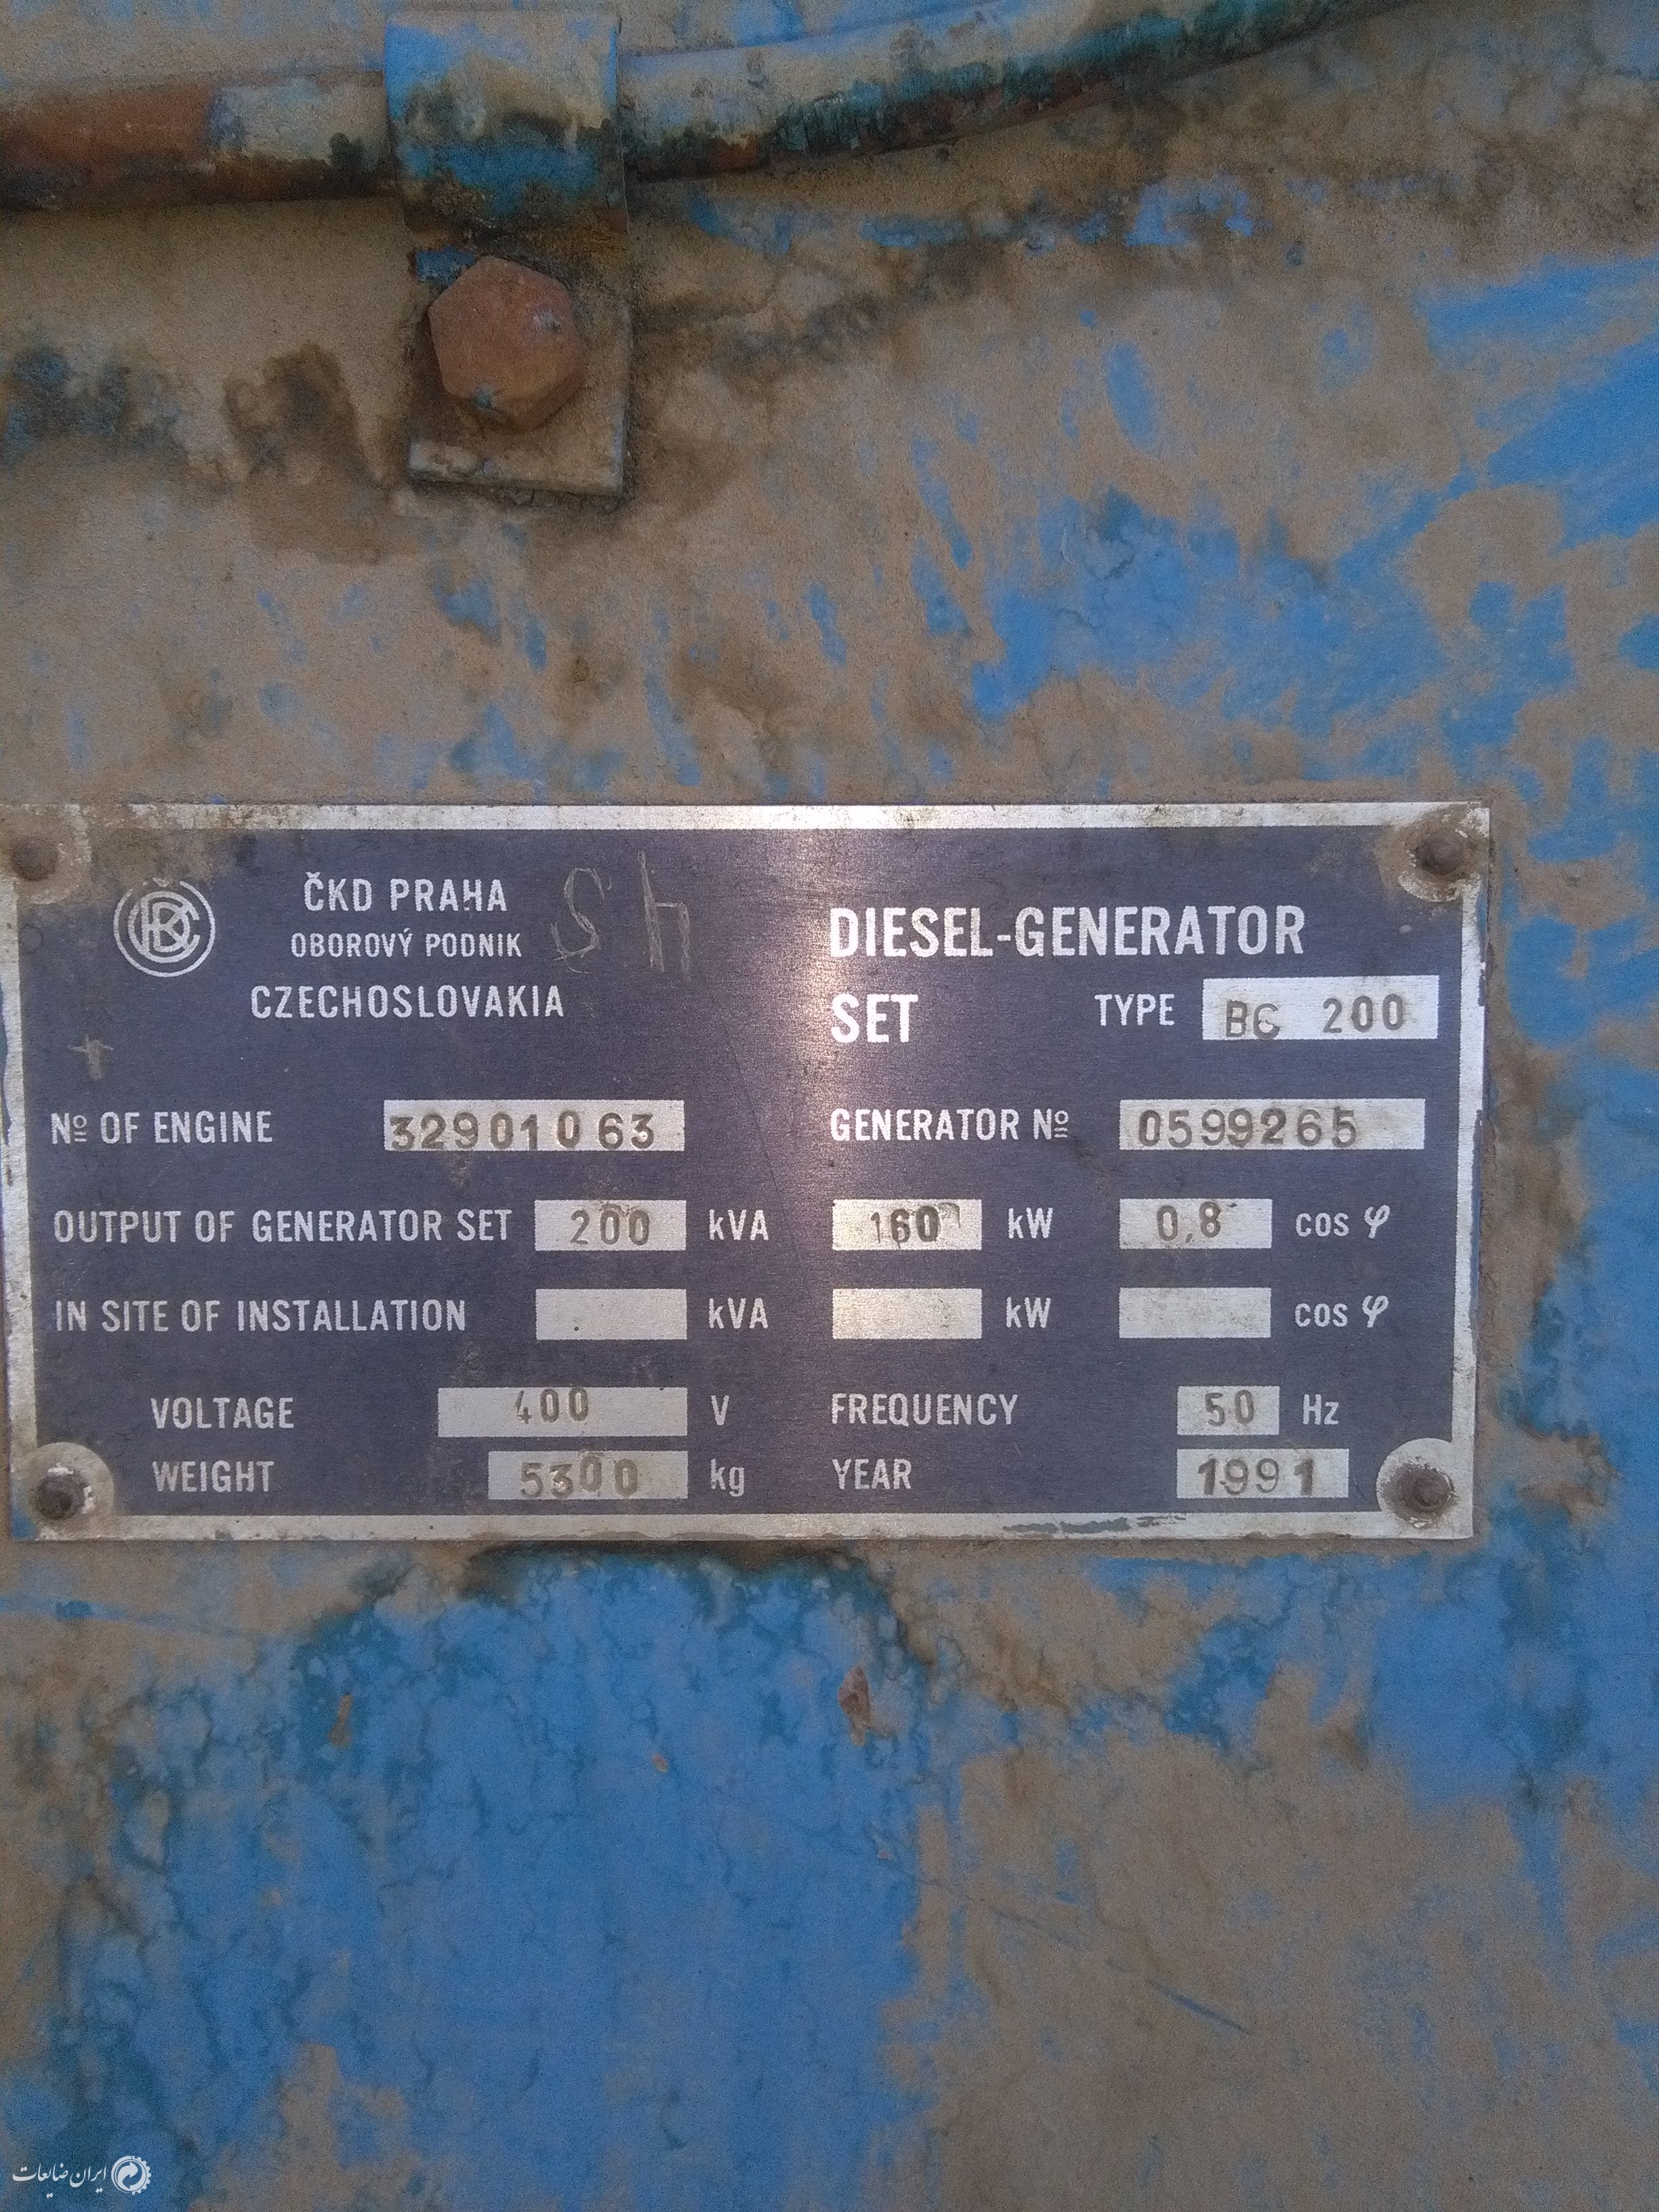 ČKD PRAHA
OBOROVÝ PODNIK
CZECHOSLOVAKIA
DIESEL-GENERATOR
SET TYPE BC 200
Nº OF ENGINE 32901063 GENERATOR Nº 0599265
OUTPUT OF GENERATOR SET 200 kVA 160 kW 0,8 cos φ
IN SITE OF INSTALLATION kVA kW cos φ
VOLTAGE 400 V FREQUENCY 50 Hz
WEIGHT 5300 kg YEAR 1991
ایران ضایعات